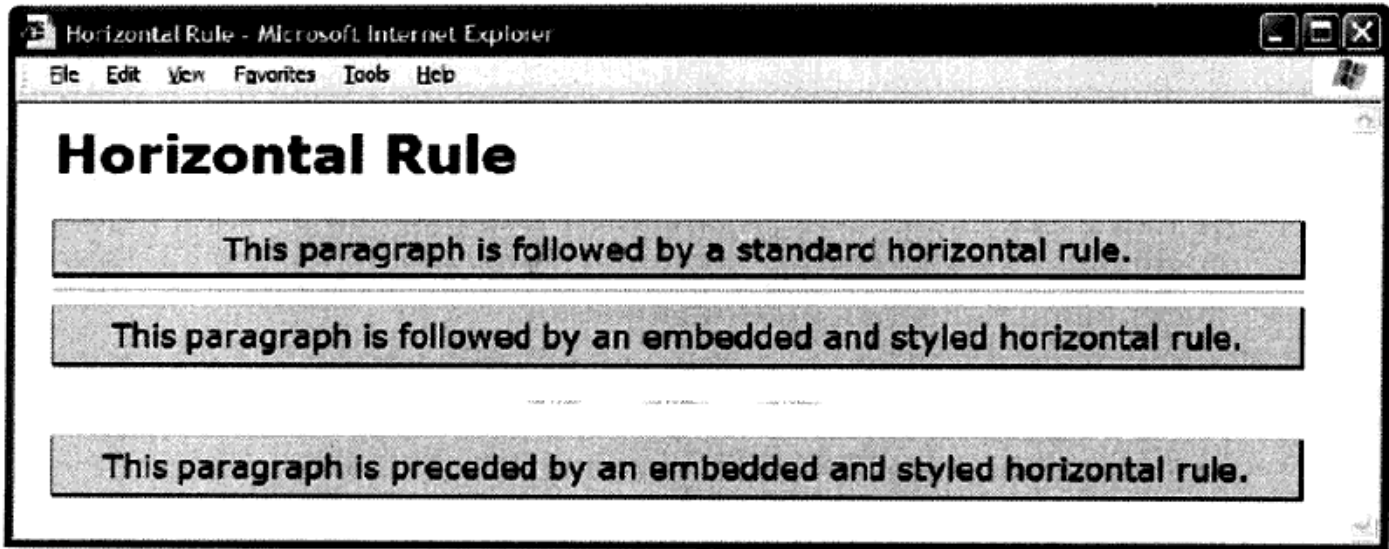 Horizontal Rule - Microsoft Internet Explorer
File Edit View Favorites Tools Help
Horizontal Rule
This paragraph is followed by a standard horizontal rule.
This paragraph is followed by an embedded and styled horizontal rule.
This paragraph is preceded by an embedded and styled horizontal rule.